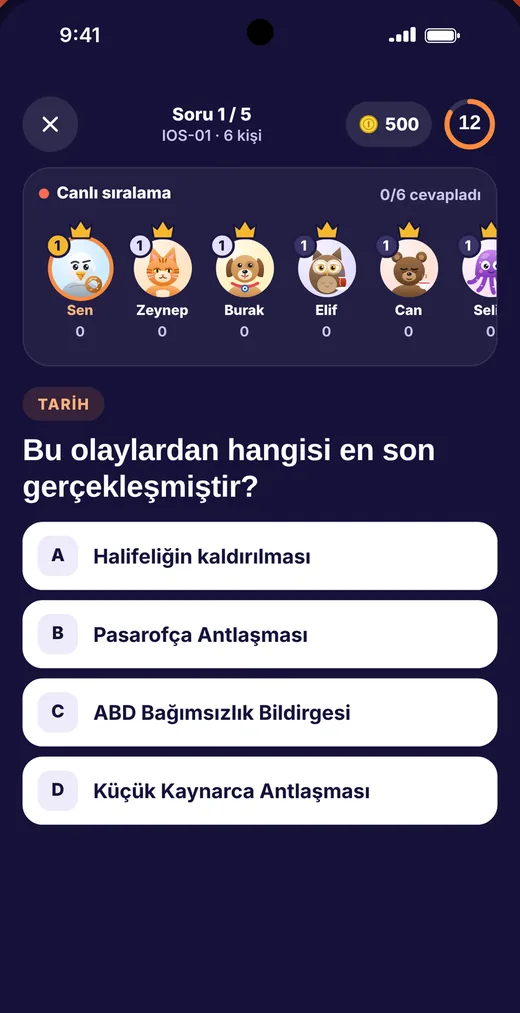 9:41
Soru 1 / 5
IOS-01 · 6 kişi
500
12
Canlı sıralama
0/6 cevapladı
1 1 1 1 1 1
Sen Zeynep Burak Elif Can Seli
0 0 0 0 0 0
TARİH
Bu olaylardan hangisi en son
gerçekleşmiştir?
A Halifeliğin kaldırılması
B Pasarofça Antlaşması
C ABD Bağımsızlık Bildirgesi
D Küçük Kaynarca Antlaşması